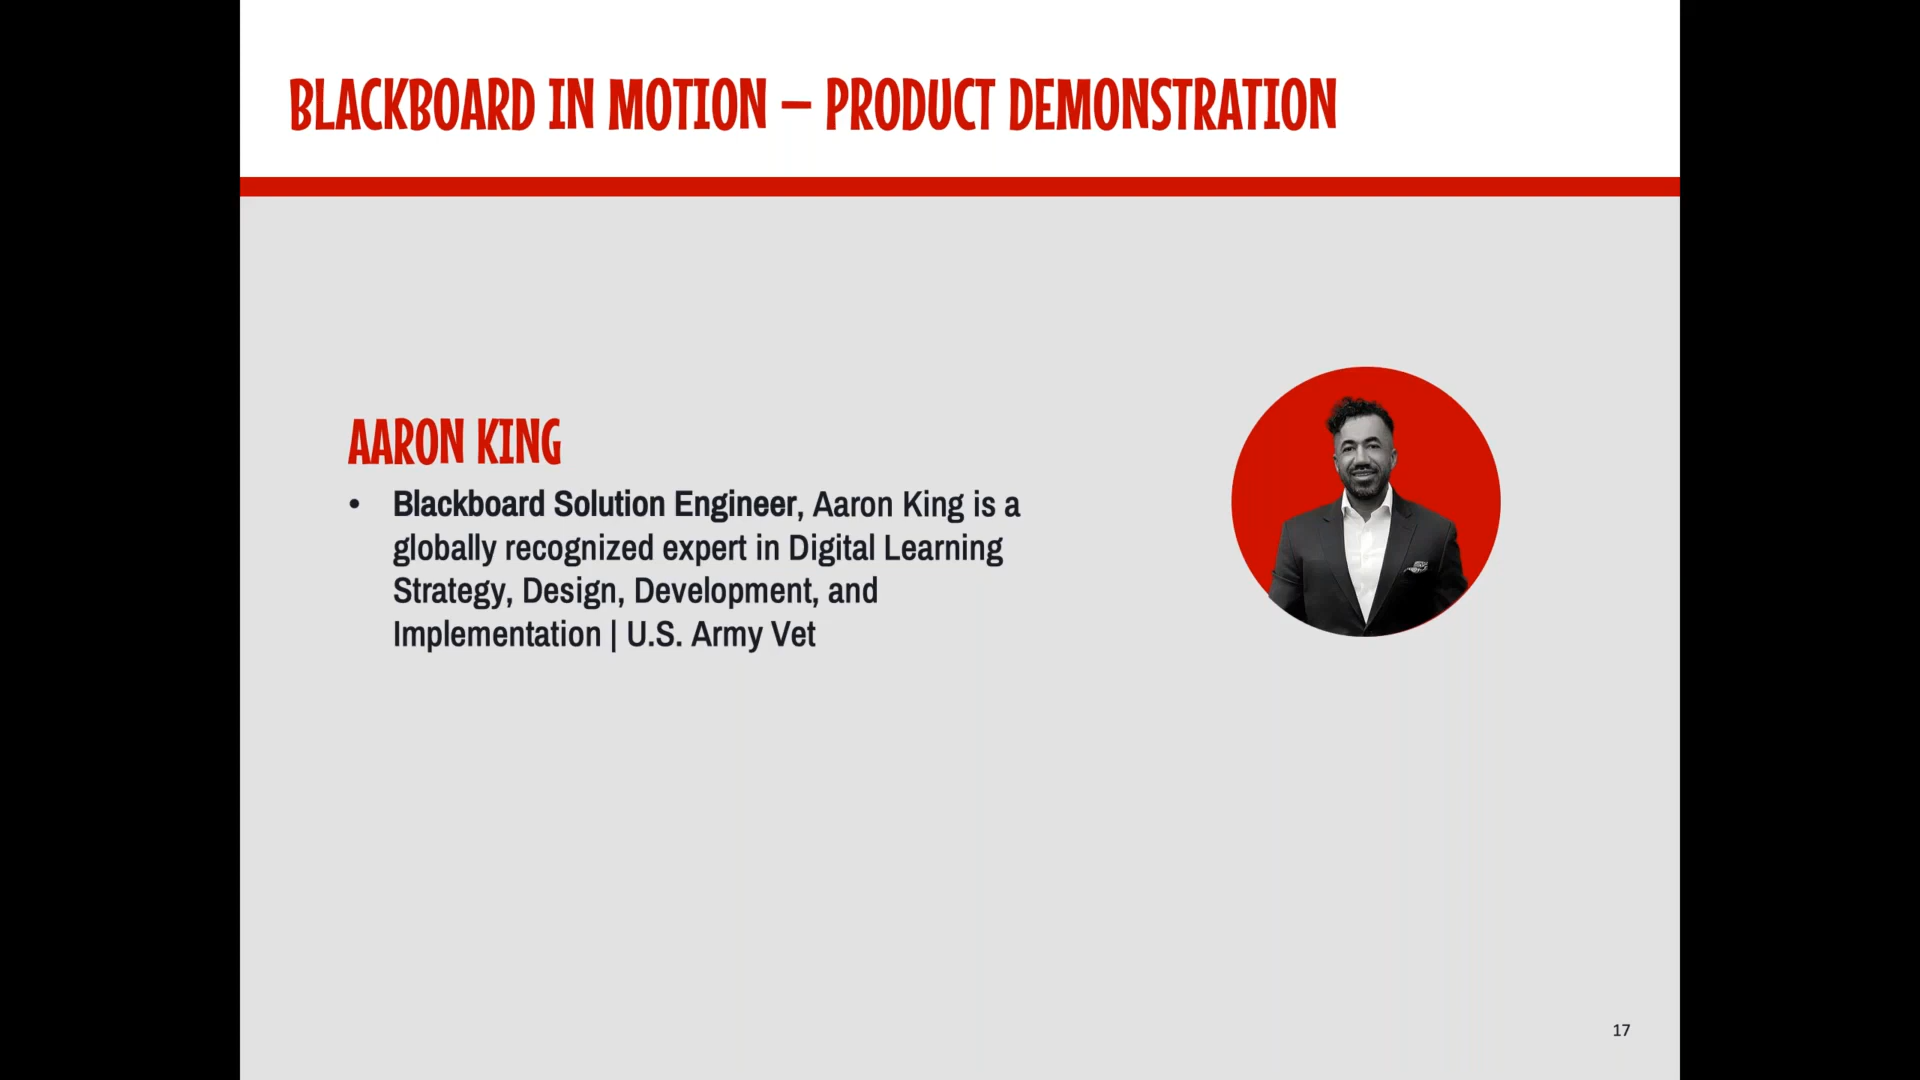 BLACKBOARD IN MOTION – PRODUCT DEMONSTRATION
AARON KING
• Blackboard Solution Engineer, Aaron King is a
globally recognized expert in Digital Learning
Strategy, Design, Development, and
Implementation | U.S. Army Vet
17